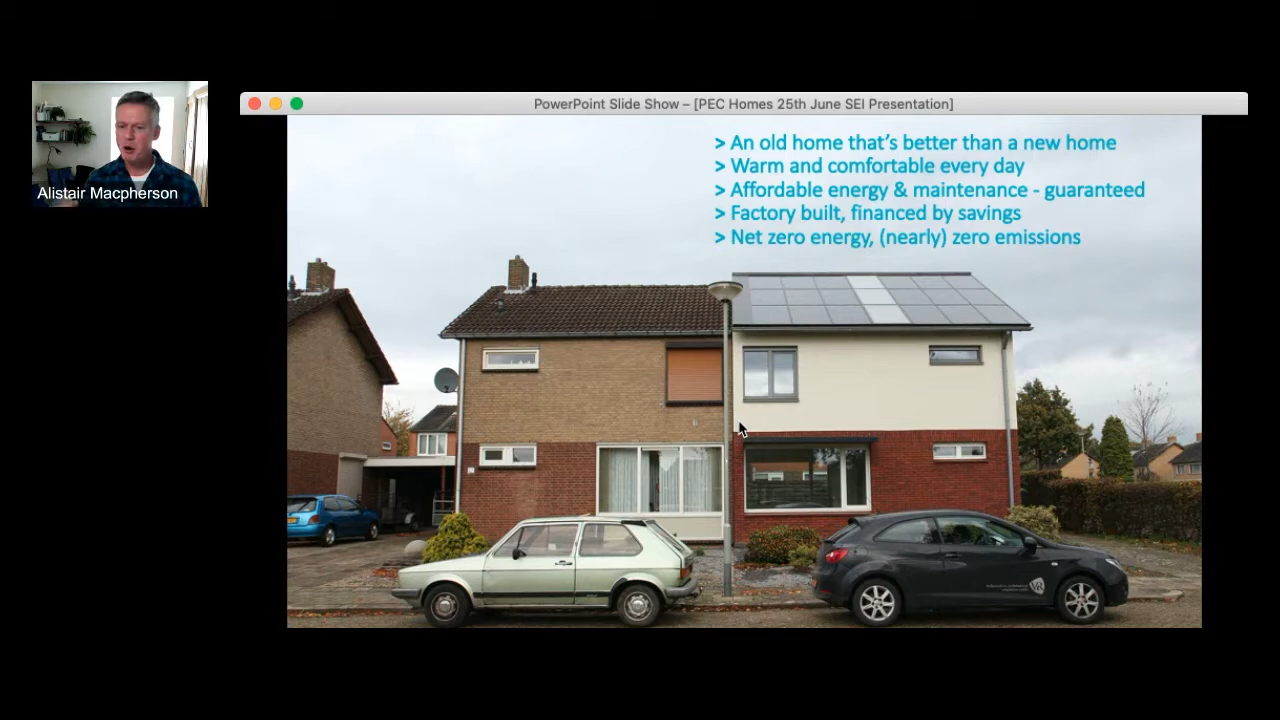 PowerPoint Slide Show – [PEC Homes 25th June SEI Presentation]
Alistair Macpherson
> An old home that’s better than a new home
> Warm and comfortable every day
> Affordable energy & maintenance - guaranteed
> Factory built, financed by savings
> Net zero energy, (nearly) zero emissions
VR